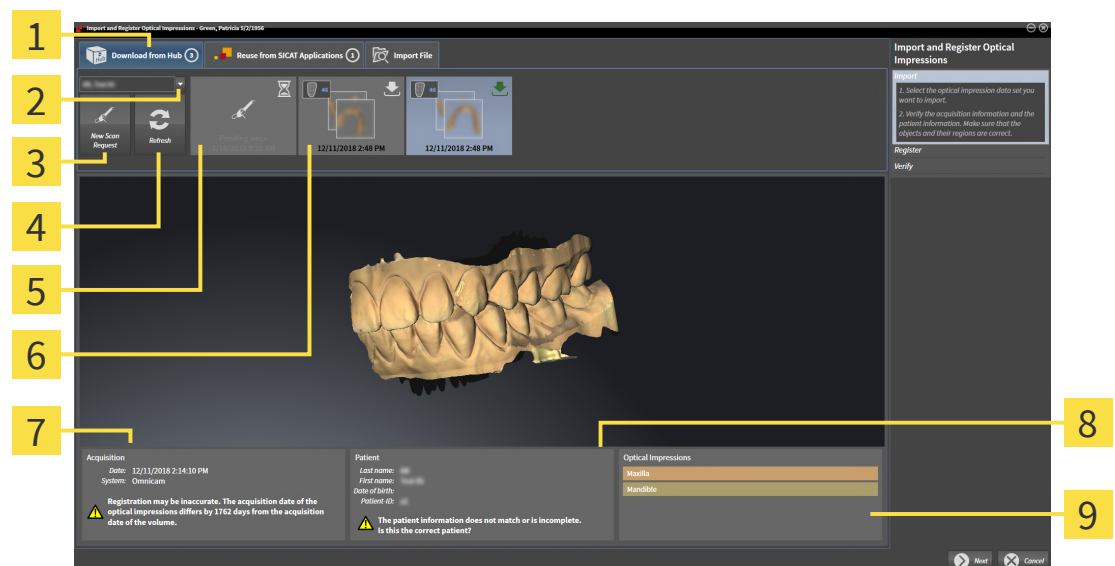 Import and Register Optical Impressions - Green, Patricia 5/2/1956
1
Download from Hub 3
Reuse from SICAT Applications 1
Import File
Import and Register Optical
Impressions
Import
1. Select the optical impression data set you
want to import.
2. Verify the acquisition information and the
patient information. Make sure that the
objects and their regions are correct.
Register
Verify
2
New Scan
Request
Refresh
12/11/2018 2:48 PM
12/11/2018 2:48 PM
3
4
5
6
7
8
Acquisition
Date: 12/11/2018 2:14:10 PM
System: Omnicam
Registration may be inaccurate. The acquisition date of the
optical impressions differs by 1762 days from the acquisition
date of the volume.
Patient
Last name:
First name:
Date of birth:
Patient-ID:
The patient information does not match or is incomplete.
Is this the correct patient?
Optical Impressions
Maxilla
Mandible
9
Next
Cancel